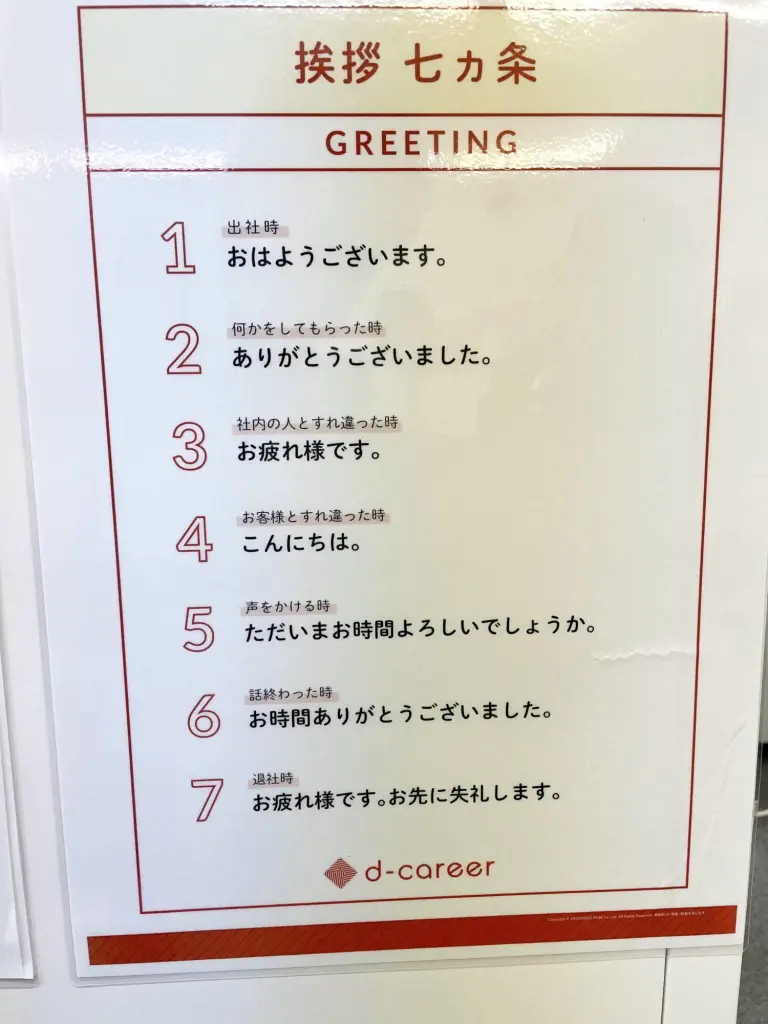 挨拶 七ヵ条
GREETING
1
出社時
おはようございます。
2
何かをしてもらった時
ありがとうございました。
3
社内の人とすれ違った時
お疲れ様です。
4
お客様とすれ違った時
こんにちは。
5
声をかける時
ただいまお時間よろしいでしょうか。
6
話終わった時
お時間ありがとうございました。
7
退社時
お疲れ様です。お先に失礼します。
d-career